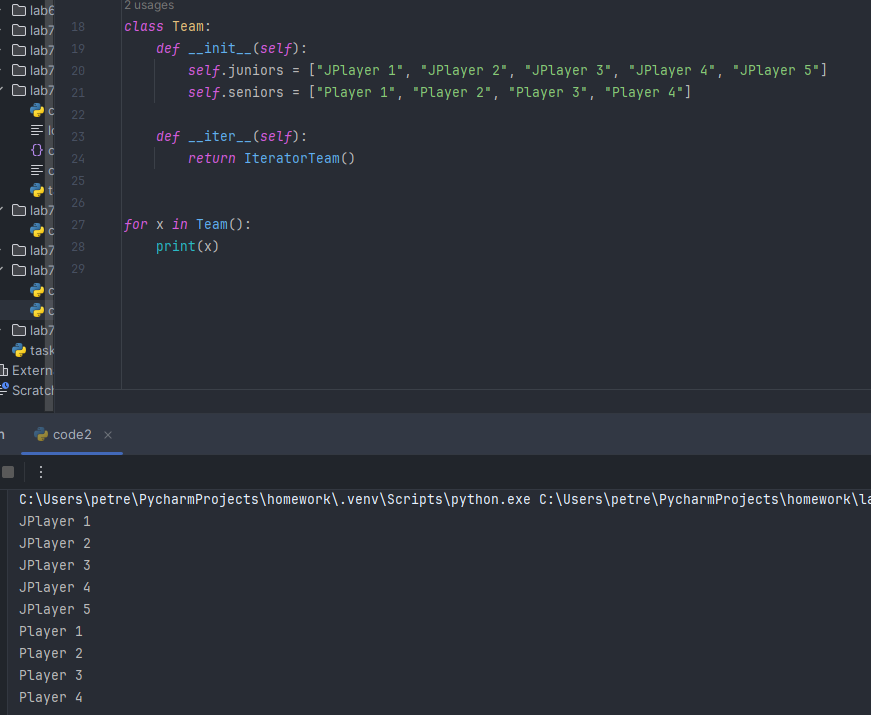 lab6
lab7
lab7
lab7
lab7
lab7
lab7
lab7
lab7
task
Extern
Scratch
2 usages
18 class Team:
19 def __init__(self):
20 self.juniors = ["JPlayer 1", "JPlayer 2", "JPlayer 3", "JPlayer 4", "JPlayer 5"]
21 self.seniors = ["Player 1", "Player 2", "Player 3", "Player 4"]
22
23 def __iter__(self):
24 return IteratorTeam()
25
26
27 for x in Team():
28 print(x)
29
code2
C:\Users\petre\PycharmProjects\homework\.venv\Scripts\python.exe C:\Users\petre\PycharmProjects\homework\la
JPlayer 1
JPlayer 2
JPlayer 3
JPlayer 4
JPlayer 5
Player 1
Player 2
Player 3
Player 4